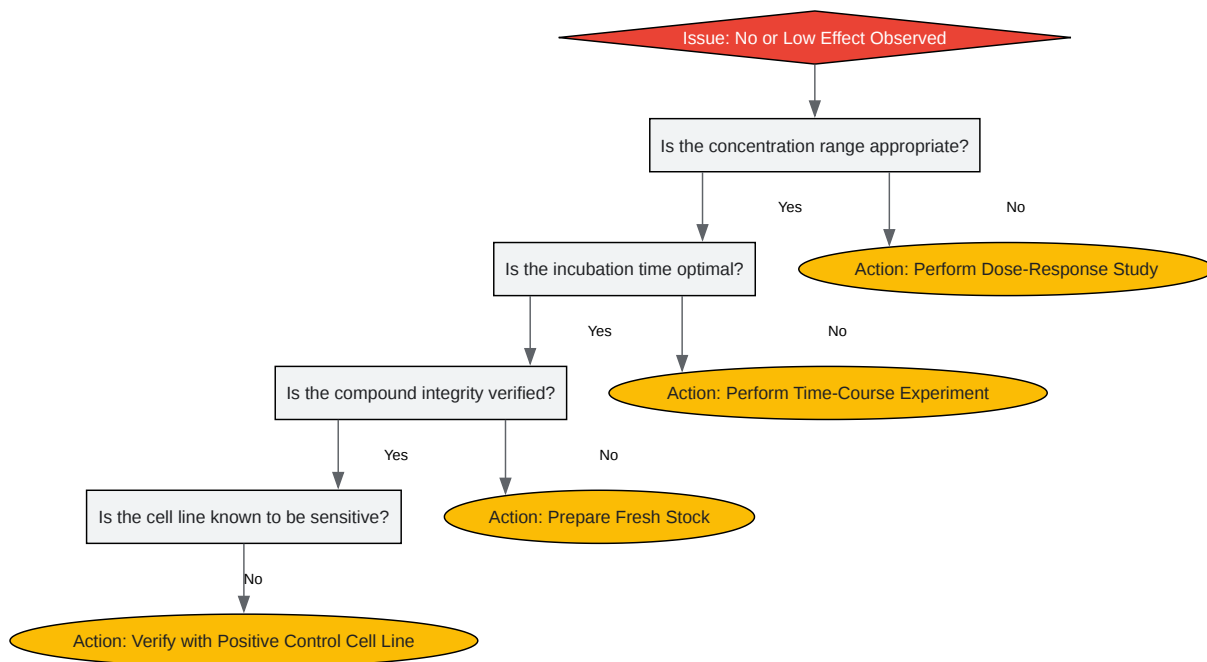 Issue: No or Low Effect Observed
Is the concentration range appropriate?
Yes
No
Is the incubation time optimal?
Action: Perform Dose-Response Study
Yes
No
Is the compound integrity verified?
Action: Perform Time-Course Experiment
Yes
No
Is the cell line known to be sensitive?
Action: Prepare Fresh Stock
No
Action: Verify with Positive Control Cell Line